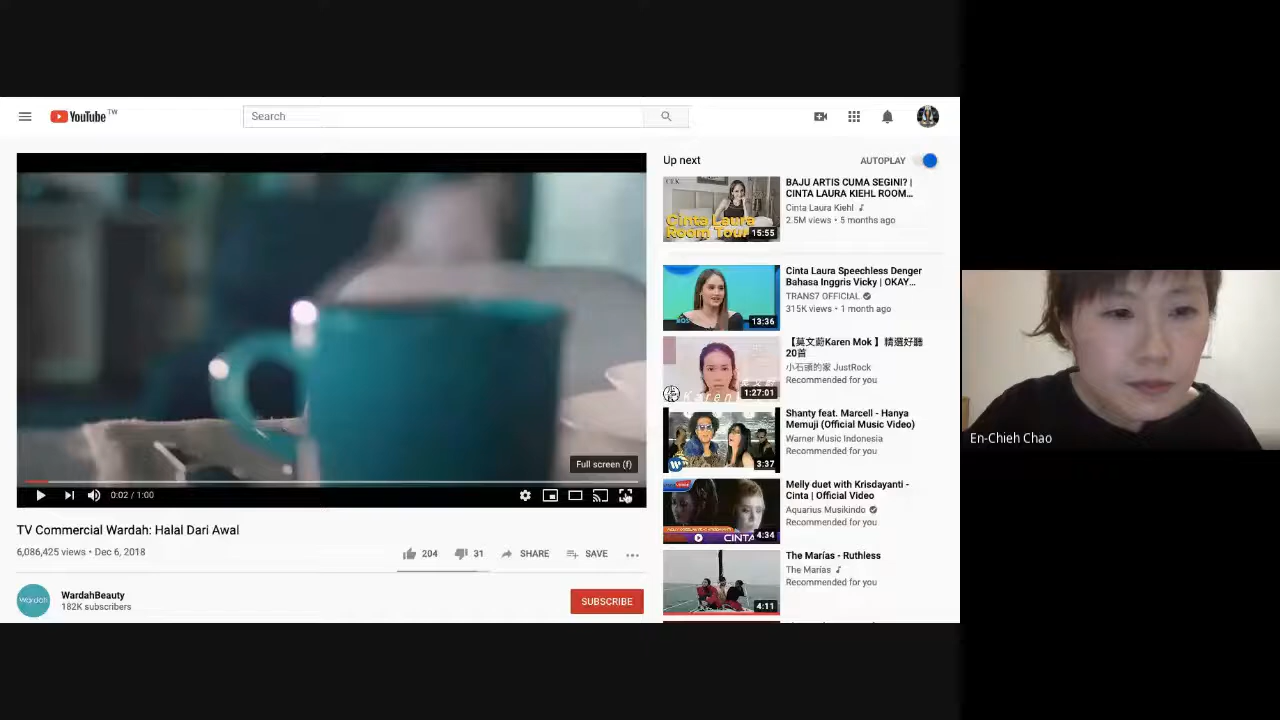 YouTube TW
Search
Up next
AUTOPLAY
BAJU ARTIS CUMA SEGINI? |
CINTA LAURA KIEHL ROOM...
Cinta Laura Kiehl
2.5M views • 5 months ago
Cinta Laura
Room Tour
15:55
Cinta Laura Speechless Denger
Bahasa Inggris Vicky | OKAY...
TRANS7 OFFICIAL
315K views • 1 month ago
13:36
【莫文蔚Karen Mok 】精選好聽
20首
小石頭的家 JustRock
Recommended for you
Karen
1:27:01
Shanty feat. Marcell - Hanya
Memuji (Official Music Video)
Warner Music Indonesia
Recommended for you
3:37
Melly duet with Krisdayanti -
Cinta | Official Video
Aquarius Musikindo
Recommended for you
CINTA
4:34
The Marías - Ruthless
The Marías
Recommended for you
4:11
Full screen (f)
0:02 / 1:00
TV Commercial Wardah: Halal Dari Awal
6,086,425 views • Dec 6, 2018
204
31
SHARE
SAVE
wardah
WardahBeauty
182K subscribers
SUBSCRIBE
En-Chieh Chao